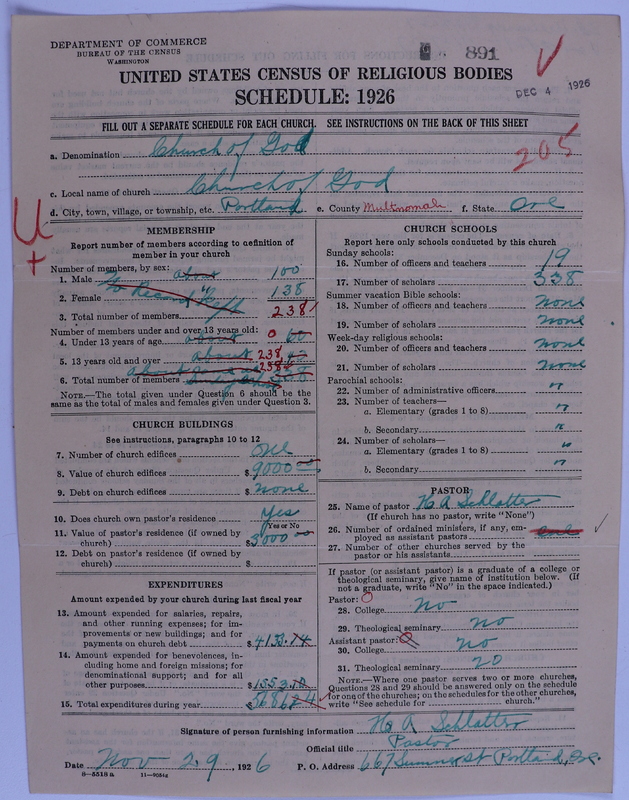 DEPARTMENT OF COMMERCE
BUREAU OF THE CENSUS
WASHINGTON
891
UNITED STATES CENSUS OF RELIGIOUS BODIES
SCHEDULE: 1926
DEC 4 1926
FILL OUT A SEPARATE SCHEDULE FOR EACH CHURCH. SEE INSTRUCTIONS ON THE BACK OF THIS SHEET
205
a. Denomination Church of God
c. Local name of church Church of God
d. City, town, village, or township, etc. Portland e. County Multnomah f. State Ore
U
+
MEMBERSHIP
Report number of members according to definition of
member in your church
Number of members, by sex:
1. Male about 100
2. Female 138
3. Total number of members 238
Number of members under and over 13 years old:
4. Under 13 years of age about 0 60
5. 13 years old and over about 238
6. Total number of members 238
NOTE.—The total given under Question 6 should be
the same as the total of males and females given under Question 3.
CHURCH BUILDINGS
See instructions, paragraphs 10 to 12
7. Number of church edifices one
8. Value of church edifices $9000
9. Debt on church edifices $ none
10. Does church own pastor's residence Yes
Yes or No
11. Value of pastor's residence (if owned by
church) $3000
12. Debt on pastor's residence (if owned by
church) $
EXPENDITURES
Amount expended by your church during last fiscal year
13. Amount expended for salaries, repairs,
and other running expenses; for im-
provements or new buildings; and for
payments on church debt $4133.14
14. Amount expended for benevolences, in-
cluding home and foreign missions; for
denominational support; and for all
other purposes $1553.10
15. Total expenditures during year $5686.24
CHURCH SCHOOLS
Report here only schools conducted by this church
Sunday schools:
16. Number of officers and teachers 19
17. Number of scholars 338
Summer vacation Bible schools:
18. Number of officers and teachers none
19. Number of scholars none
Week-day religious schools:
20. Number of officers and teachers none
21. Number of scholars none
Parochial schools:
22. Number of administrative officers "
23. Number of teachers—
a. Elementary (grades 1 to 8) "
b. Secondary "
24. Number of scholars—
a. Elementary (grades 1 to 8) "
b. Secondary "
PASTOR
25. Name of pastor H. A. Schlatter
(If church has no pastor, write "None")
26. Number of ordained ministers, if any, em-
ployed as assistant pastors one
27. Number of other churches served by the
pastor or his assistants
If pastor (or assistant pastor) is a graduate of a college or
theological seminary, give name of institution below. (If
not a graduate, write "No" in the space indicated.)
Pastor: O
28. College No
29. Theological seminary No
Assistant pastor:
30. College No
31. Theological seminary no
NOTE.—Where one pastor serves two or more churches,
Questions 28 and 29 should be answered only on the schedule
for one of the churches; on the schedules for the other churches,
write "See schedule for church."
Signature of person furnishing information H. A. Schlatter
Official title Pastor
Date Nov 29, 1926 P. O. Address 667 Sumner St Portland, Ore.
8—5518a 11—9051a